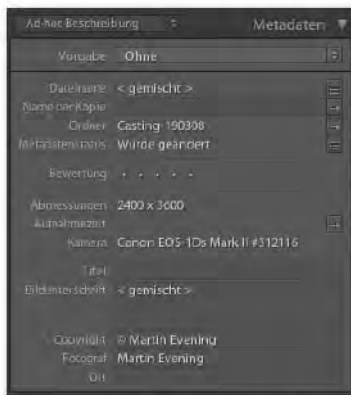 Ad-hoc Beschreibung Metadaten
Vorgabe Ohne
Dateiname < gemischt >
Name der Kopie
Ordner Casting-190308
Metadatenstatus Wurde geändert
Bewertung . . . . .
Abmessungen 2400 x 3600
Aufnahmezeit
Kamera Canon EOS-1Ds Mark II #312116
Titel
Bildunterschrift < gemischt >
Copyright © Martin Evening
Fotograf Martin Evening
Ort